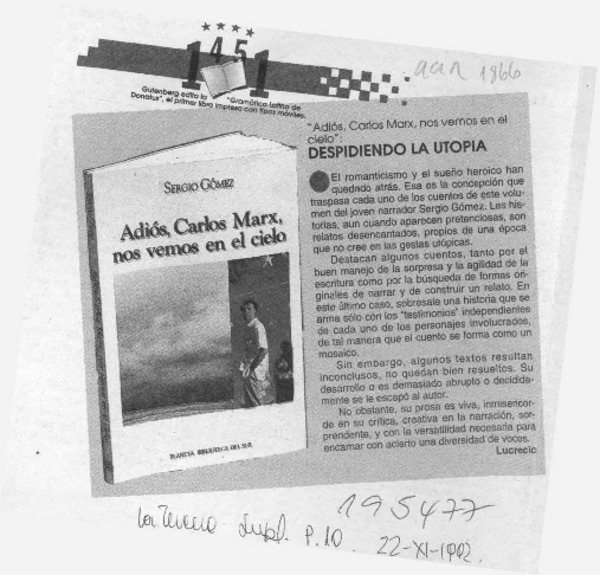 1451
Gutenberg edita la "Gramática Latina de
Donatus", el primer libro impreso con tipos móviles.
aan 1866
"Adiós, Carlos Marx, nos vemos en el
cielo":
DESPIDIENDO LA UTOPIA
El romanticismo y el sueño heroico han
quedado atrás. Esa es la concepción que
traspasa cada uno de los cuentos de este volu-
men del joven narrador Sergio Gómez. Las his-
torias, aun cuando aparecen pretenciosas, son
relatos desencantados, propios de una época
que no cree en las gestas utópicas.
Destacan algunos cuentos, tanto por el
buen manejo de la sorpresa y la agilidad de la
escritura como por la búsqueda de formas ori-
ginales de narrar y de construir un relato. En
este último caso, sobresale una historia que se
arma sólo con los "testimonios" independientes
de cada uno de los personajes involucrados,
de tal manera que el cuento se forma como un
mosaico.
Sin embargo, algunos textos resultan
inconclusos, no quedan bien resueltos. Su
desarrollo o es demasiado abrupto o decidida-
mente se le escapó al autor.
No obstante, su prosa es viva, inmisericor-
de en su crítica, creativa en la narración, sor-
prendente, y con la versatilidad necesaria para
encarnar con acierto una diversidad de voces.
Lucrecio
SERGIO GÓMEZ
Adiós, Carlos Marx,
nos vemos en el cielo
PLANETA BIBLIOTECA DEL SUR
195477
La Tercera Supl. P.10 22-XI-1992.